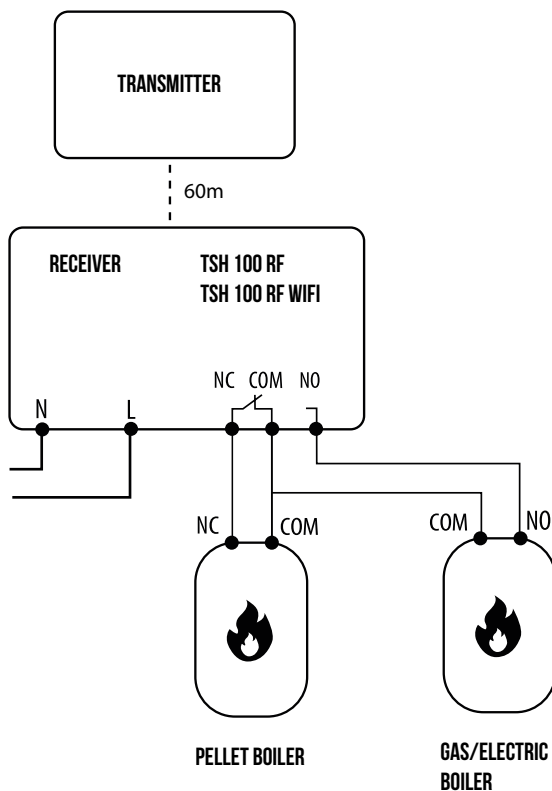 TRANSMITTER
60m
RECEIVER
TSH 100 RF
TSH 100 RF WIFI
NC COM NO
N L
NC COM
COM NO
PELLET BOILER
GAS/ELECTRIC
BOILER